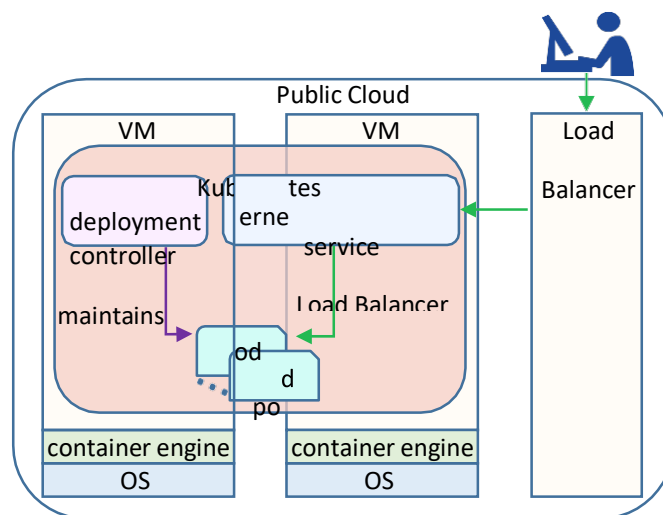 Public Cloud
VM
VM
Load
Balancer
Kub
tes
erne
deployment
controller
service
maintains
Load Balancer
od
d
po
container engine
container engine
OS
OS